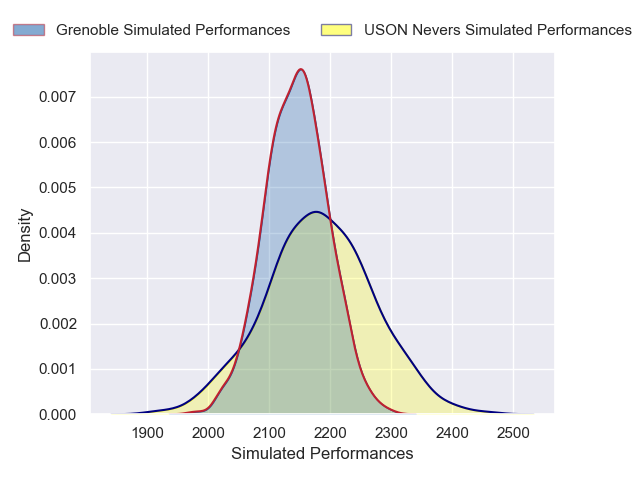 Grenoble Simulated Performances USON Nevers Simulated Performances
0.007
0.006
0.005
0.004
0.003
0.002
0.001
0.000
Density
1900 2000 2100 2200 2300 2400 2500
Simulated Performances